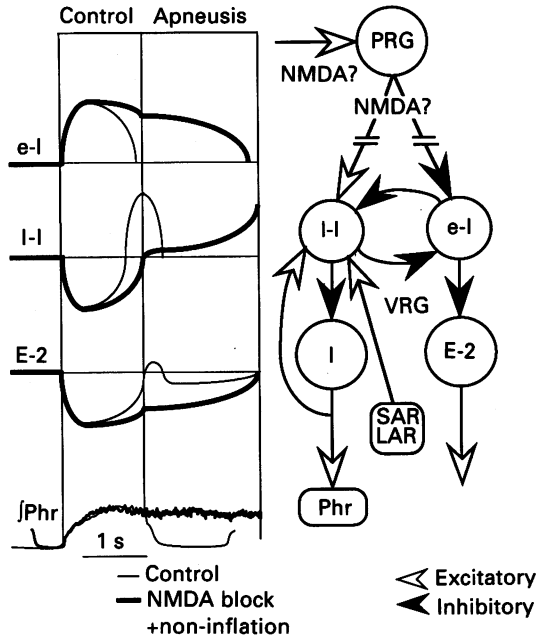 Control Apneusis
e-I
I-I
E-2
∫Phr
1 s
Control
NMDA block
+non-inflation
PRG
NMDA?
NMDA?
I-I
e-I
VRG
I
E-2
SAR
LAR
Phr
Excitatory
Inhibitory